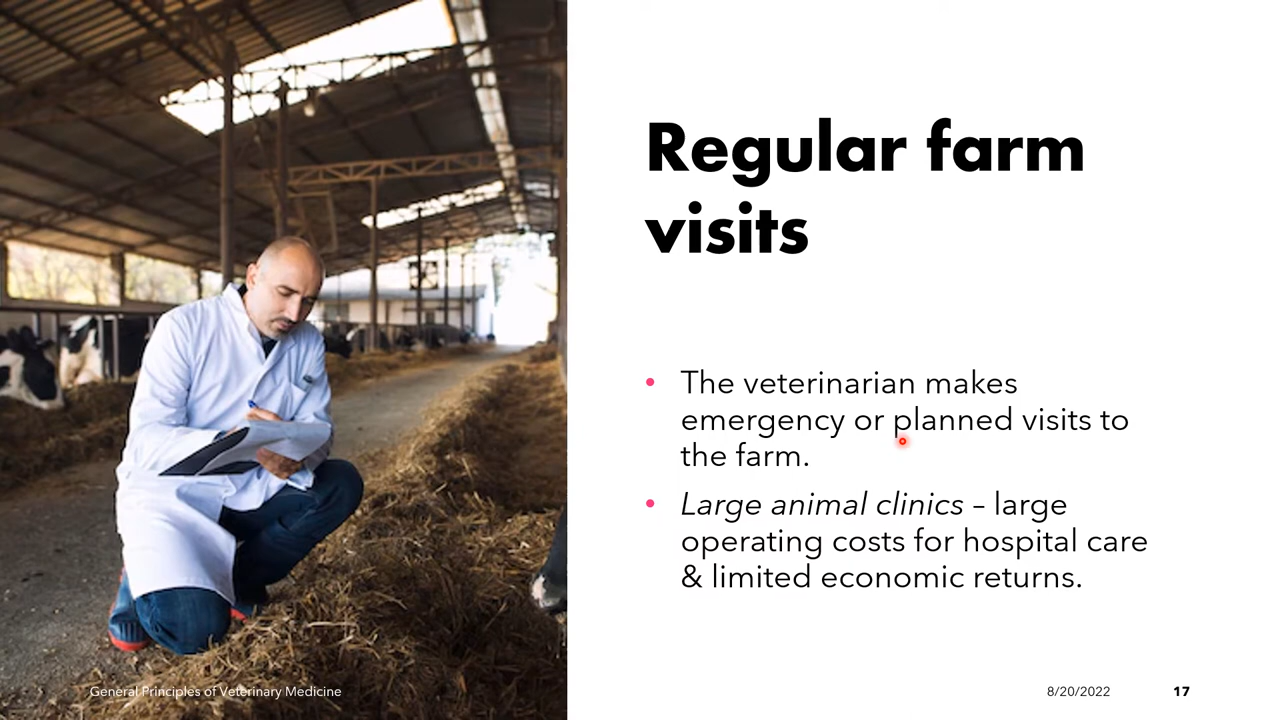 Regular farm
visits
• The veterinarian makes
emergency or planned visits to
the farm.
• Large animal clinics – large
operating costs for hospital care
& limited economic returns.
General Principles of Veterinary Medicine
8/20/2022
17